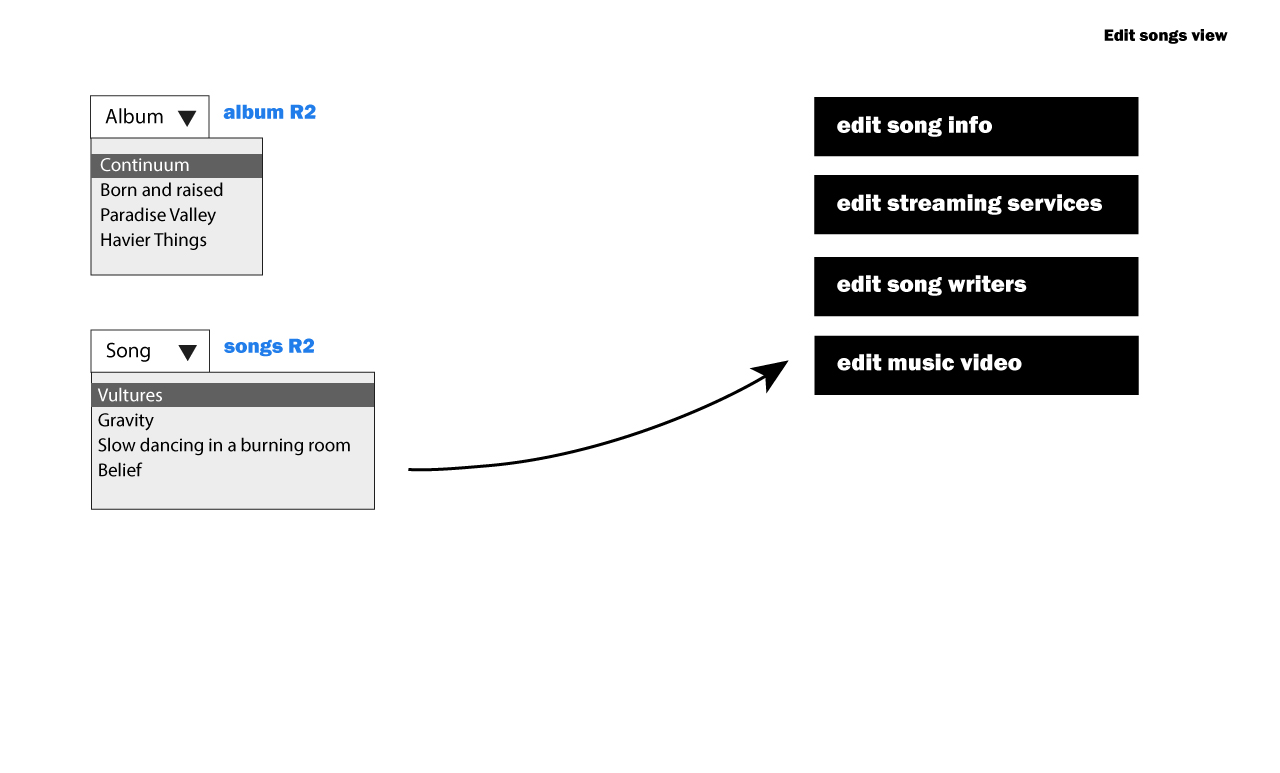 Edit songs view
Album
album R2
Continuum
Born and raised
Paradise Valley
Havier Things
Song
songs R2
Vultures
Gravity
Slow dancing in a burning room
Belief
edit song info
edit streaming services
edit song writers
edit music video